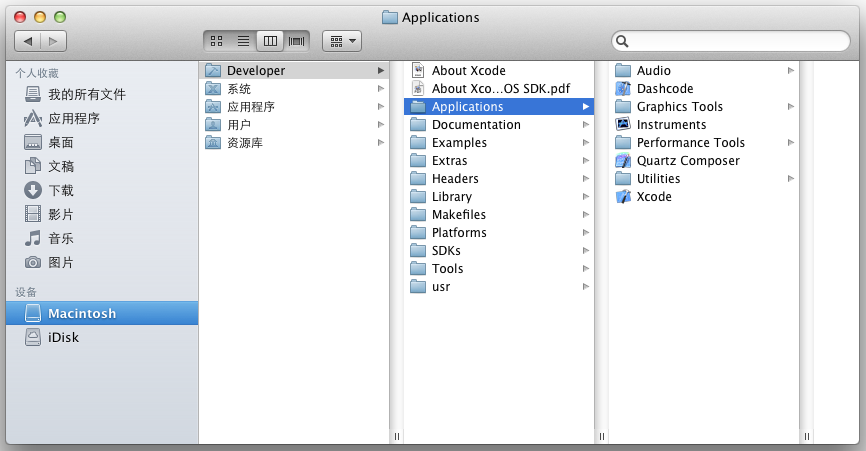 Applications
个人收藏
我的所有文件
应用程序
桌面
文稿
下载
影片
音乐
图片
设备
Macintosh
iDisk
Developer
系统
应用程序
用户
资源库
About Xcode
About Xco...OS SDK.pdf
Applications
Documentation
Examples
Extras
Headers
Library
Makefiles
Platforms
SDKs
Tools
usr
Audio
Dashcode
Graphics Tools
Instruments
Performance Tools
Quartz Composer
Utilities
Xcode